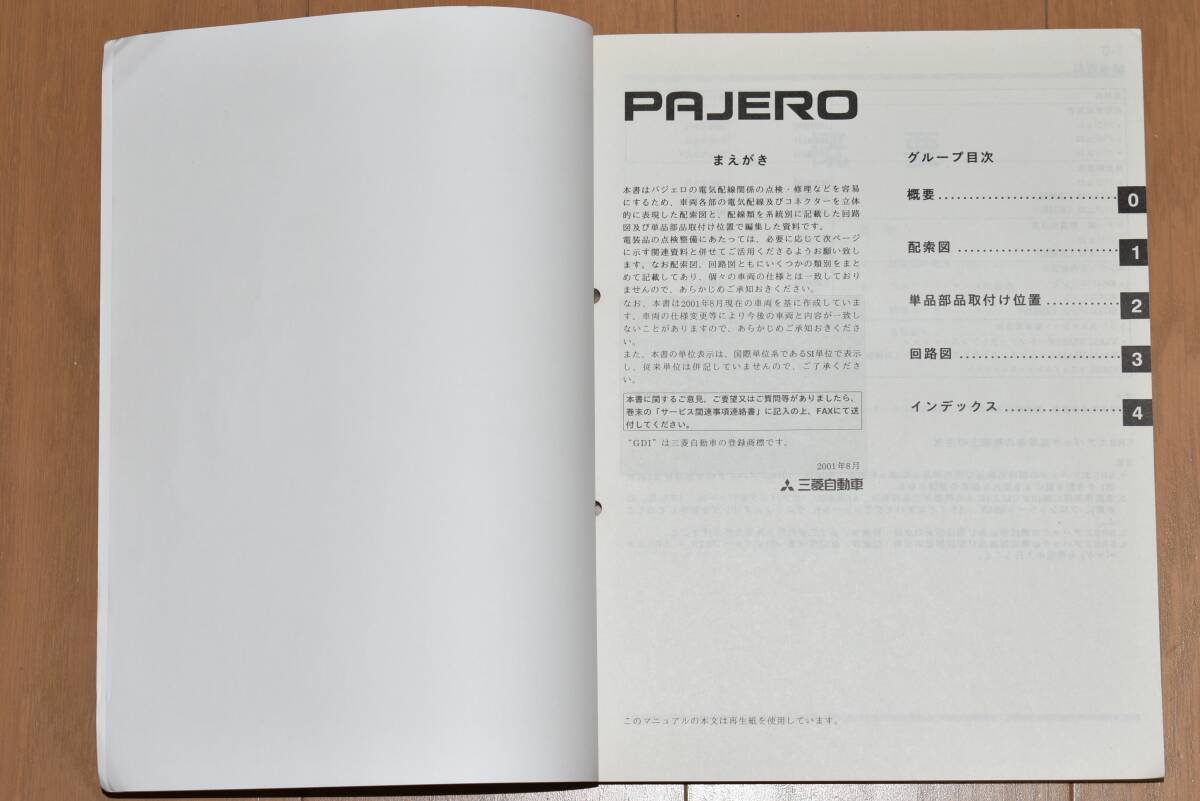 PAJERO
まえがき
本書はパジェロの電気配線関係の点検・修理などを容易
にするため、車両各部の電気配線及びコネクターを立体
的に表現した配索図と、配線類を系統別に記載した回路
図及び単品部品取付け位置で編集した資料です。
電装品の点検整備にあたっては、必要に応じて次ページ
に示す関連資料と併せてご活用くださるようお願い致し
ます。なお配索図、回路図ともにいくつかの類別をまと
めて記載してあり、個々の車両の仕様とは一致しており
ませんので、あらかじめご承知おきください。
なお、本書は2001年8月現在の車両を基に作成していま
す。車両の仕様変更等により今後の車両と内容が一致し
ないことがありますので、あらかじめご承知おきくださ
い。
また、本書の単位表示は、国際単位系であるSI単位で表示
し、従来単位は併記していませんので、ご了承くださ
い。
本書に関するご意見、ご要望又はご質問等がありましたら、
巻末の「サービス関連事項連絡書」に記入の上、FAXにて送
付してください。
“GDI”は三菱自動車の登録商標です。
2001年8月
三菱自動車
グループ目次
概要 0
配索図 1
単品部品取付け位置 2
回路図 3
インデックス 4
このマニュアルの本文は再生紙を使用しています。